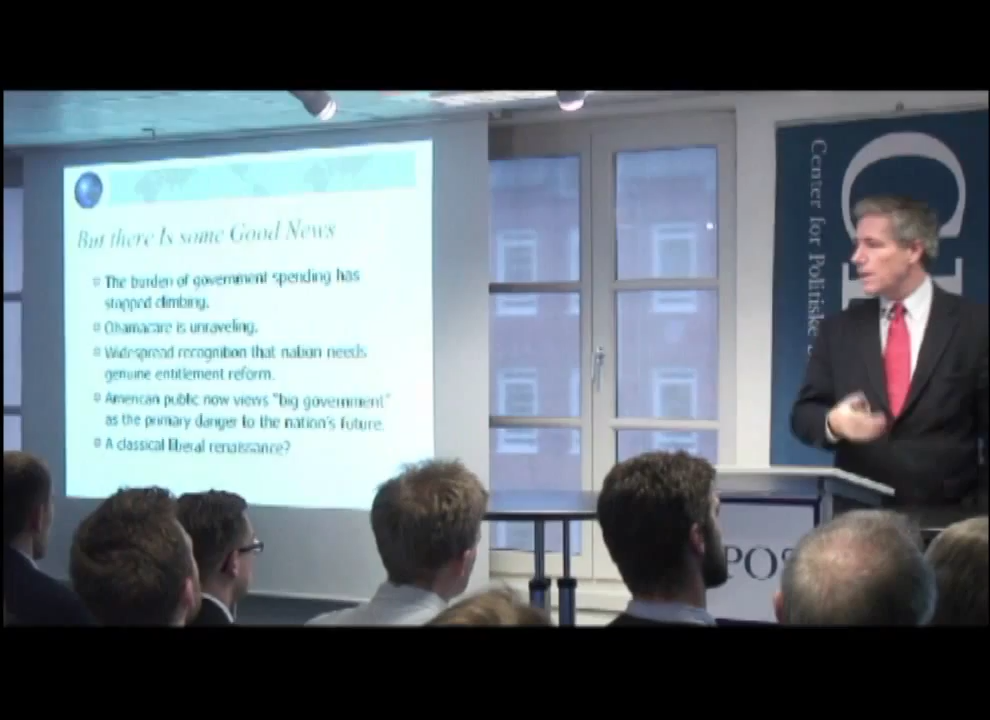 But there Is some Good News
The burden of government spending has
stopped climbing.
Obamacare is unraveling.
Widespread recognition that nation needs
genuine entitlement reform.
American public now views "big government"
as the primary danger to the nation's future.
A classical liberal renaissance?
Center for Politiske
C
POS